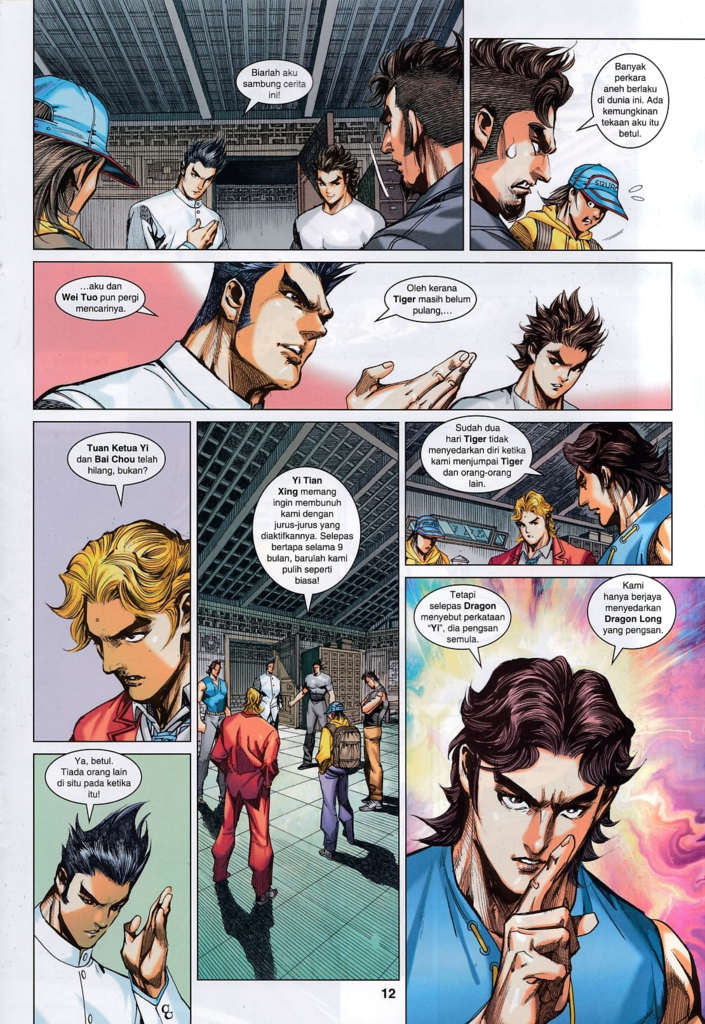 Biarlah aku
sambung cerita
ini!
Banyak
perkara
aneh berlaku
di dunia ini. Ada
kemungkinan
tekaan aku itu
betul.
…aku dan
Wei Tuo pun pergi
mencarinya.
Oleh kerana
Tiger masih belum
pulang,…
Tuan Ketua Yi
dan Bai Chou telah
hilang, bukan?
Yi Tian
Xing memang
ingin membunuh
kami dengan
jurus-jurus yang
diaktifkannya. Selepas
bertapa selama 9
bulan, barulah kami
pulih seperti
biasa!
Sudah dua
hari Tiger tidak
menyedarkan diri ketika
kami menjumpai Tiger
dan orang-orang
lain.
Tetapi
selepas Dragon
menyebut perkataan
“Yi”, dia pengsan
semula.
Kami
hanya berjaya
menyedarkan
Dragon Long
yang pengsan.
Ya, betul.
Tiada orang lain
di situ pada ketika
itu!
12